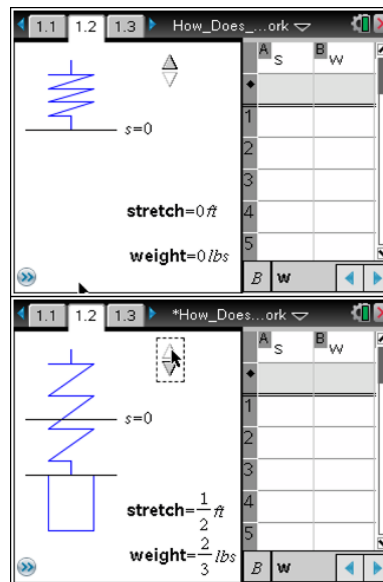 1.1 1.2 1.3 How_Does_...ork
A S B W
s=0
1
2
3
stretch=0 ft
4
weight=0 lbs
5
B w
1.1 1.2 1.3 *How_Does...ork
A S B W
s=0
1
2
3
stretch=1/2 ft
4
weight=2/3 lbs
5
B w